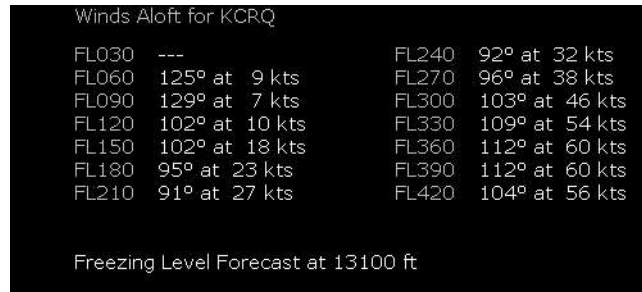 Winds Aloft for KCRQ
FL030 --- FL240 92º at 32 kts
FL060 125º at 9 kts FL270 96º at 38 kts
FL090 129º at 7 kts FL300 103º at 46 kts
FL120 102º at 10 kts FL330 109º at 54 kts
FL150 102º at 18 kts FL360 112º at 60 kts
FL180 95º at 23 kts FL390 112º at 60 kts
FL210 91º at 27 kts FL420 104º at 56 kts
Freezing Level Forecast at 13100 ft